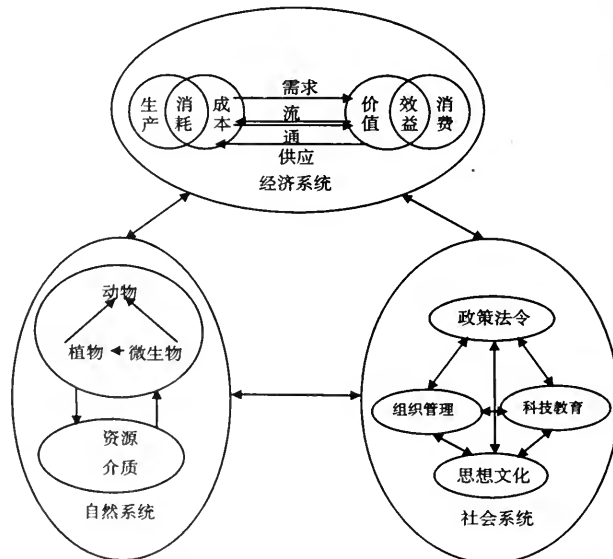 需求
生产 消耗 成本 流 价值 效益 消费
通
供应
经济系统
动物
植物 微生物
资源
介质
自然系统
政策法令
组织管理 科技教育
思想文化
社会系统